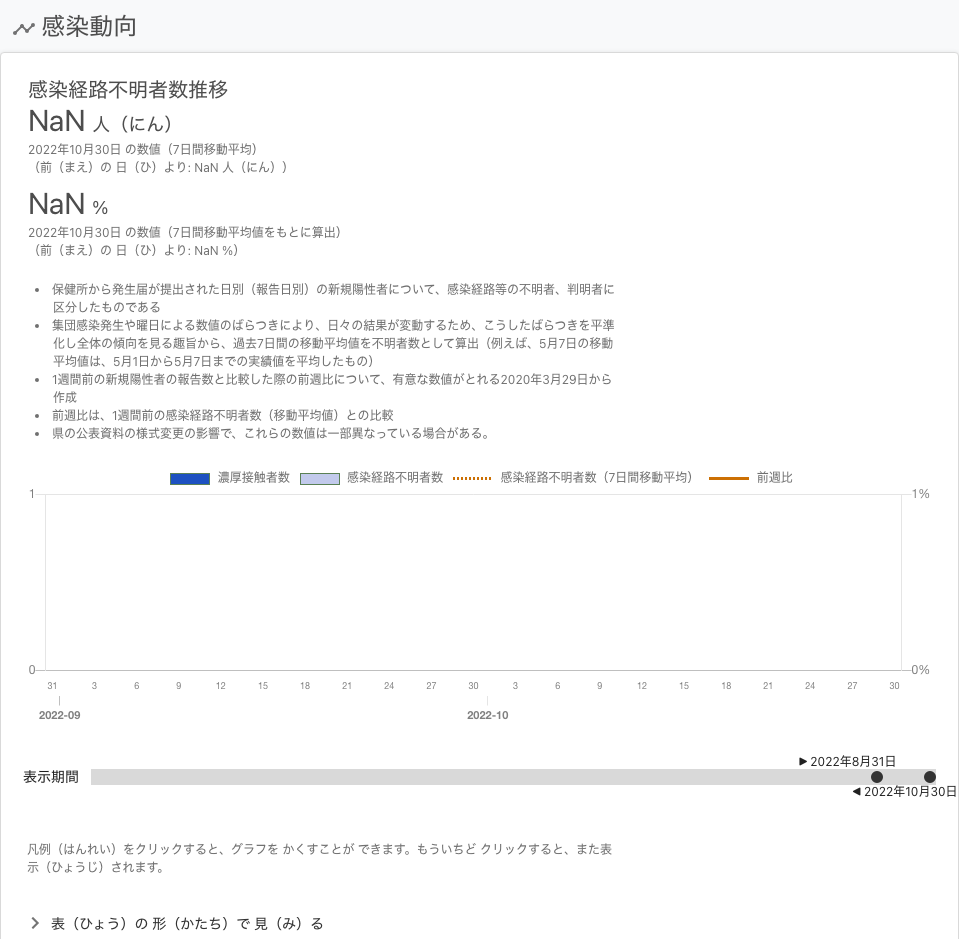 感染動向
感染経路不明者数推移
NaN 人（にん）
2022年10月30日 の数値（7日間移動平均）
（前（まえ）の 日（ひ）より: NaN 人（にん））
NaN %
2022年10月30日 の数値（7日間移動平均値をもとに算出）
（前（まえ）の 日（ひ）より: NaN %）
• 保健所から発生届が提出された日別（報告日別）の新規陽性者について、感染経路等の不明者、判明者に
区分したものである
• 集団感染発生や曜日による数値のばらつきにより、日々の結果が変動するため、こうしたばらつきを平準
化し全体の傾向を見る趣旨から、過去7日間の移動平均値を不明者数として算出（例えば、5月7日の移動
平均値は、5月1日から5月7日までの実績値を平均したもの）
• 1週間前の新規陽性者の報告数と比較した際の前週比について、有意な数値がとれる2020年3月29日から
作成
• 前週比は、1週間前の感染経路不明者数（移動平均値）との比較
• 県の公表資料の様式変更の影響で、これらの数値は一部異なっている場合がある。
濃厚接触者数 感染経路不明者数 感染経路不明者数（7日間移動平均） 前週比
1 1%
0 0%
31 3 6 9 12 15 18 21 24 27 30 3 6 9 12 15 18 21 24 27 30
2022-09 2022-10
▶ 2022年8月31日
表示期間
◀ 2022年10月30日
凡例（はんれい）をクリックすると、グラフを かくすことが できます。もういちど クリックすると、また表
示（ひょうじ）されます。
表（ひょう）の 形（かたち）で 見（み）る